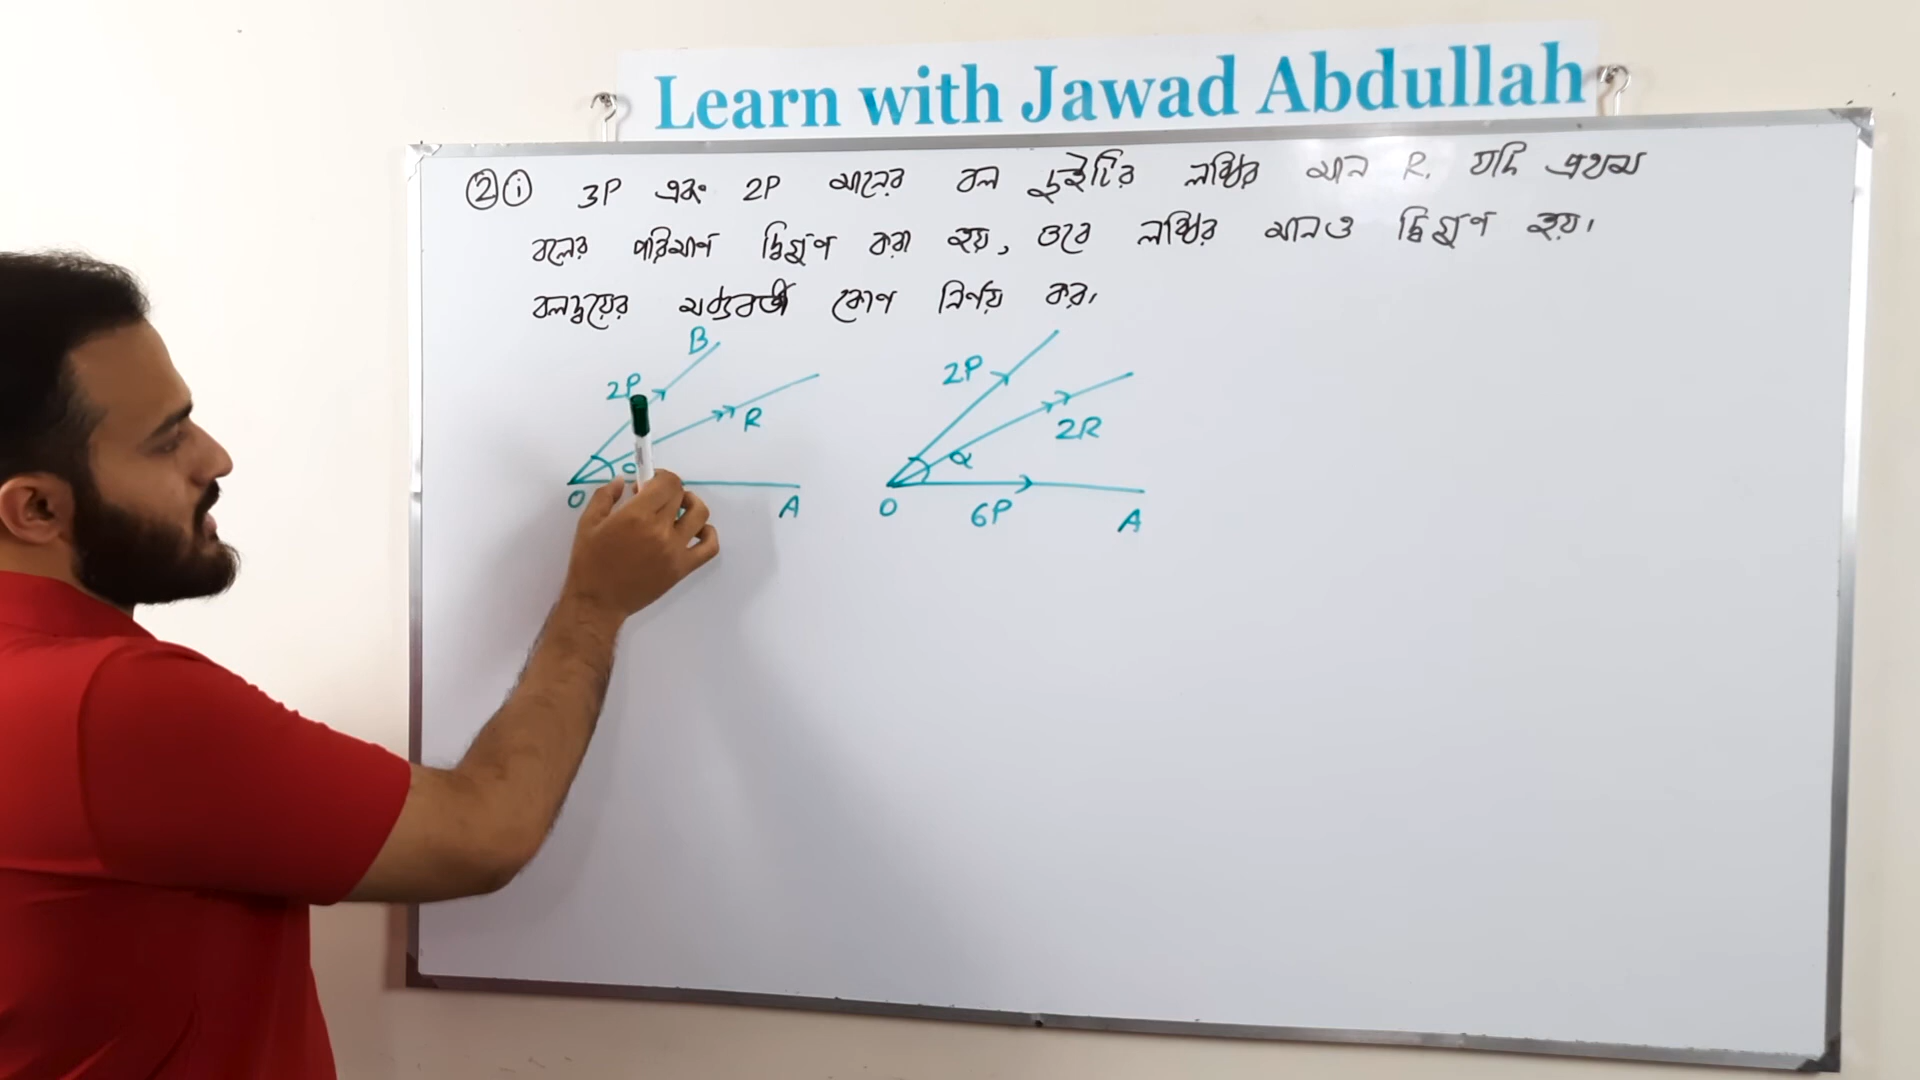 Learn with Jawad Abdullah
2 i 3P এবং 2P মানের বল দুইটির লব্ধির মান R. যদি প্রথম
বলের পরিমাণ দ্বিগুণ করা হয়, তবে লব্ধির মানও দ্বিগুণ হয়।
বলদ্বয়ের মধ্যবর্তী কোণ নির্ণয় কর।
B
2P
R
O A
2P
2R
α
O 6P A